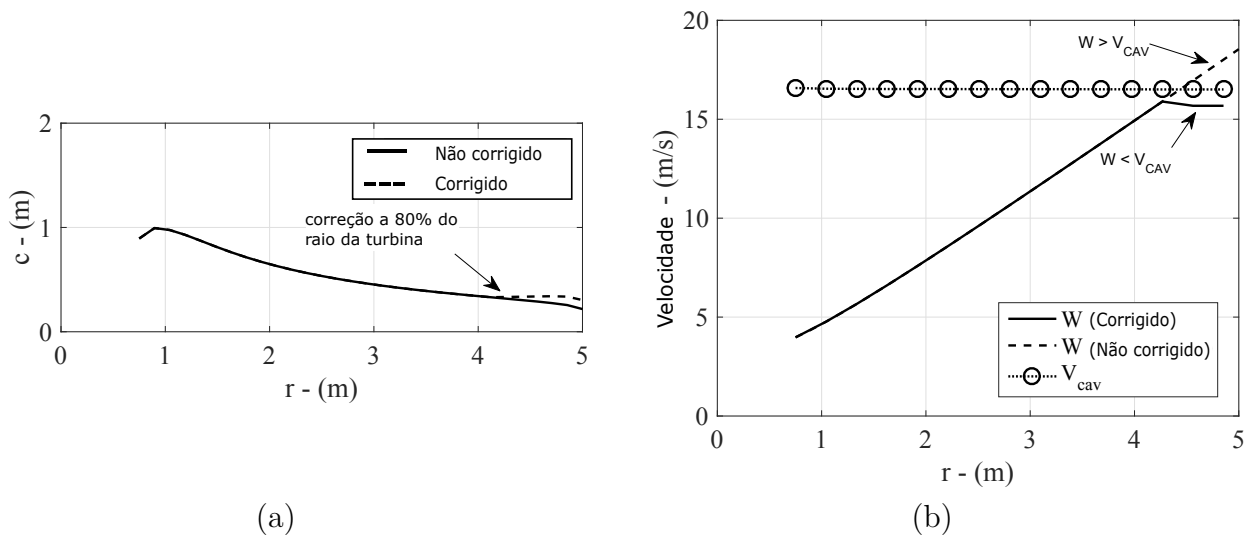 2
1
0
c - (m)
Não corrigido
Corrigido
correção a 80% do
raio da turbina
0 1 2 3 4 5
r - (m)
(a)
20
15
10
5
0
Velocidade - (m/s)
W > V_CAV
W < V_CAV
W (Corrigido)
W (Não corrigido)
V_cav
0 1 2 3 4 5
r - (m)
(b)